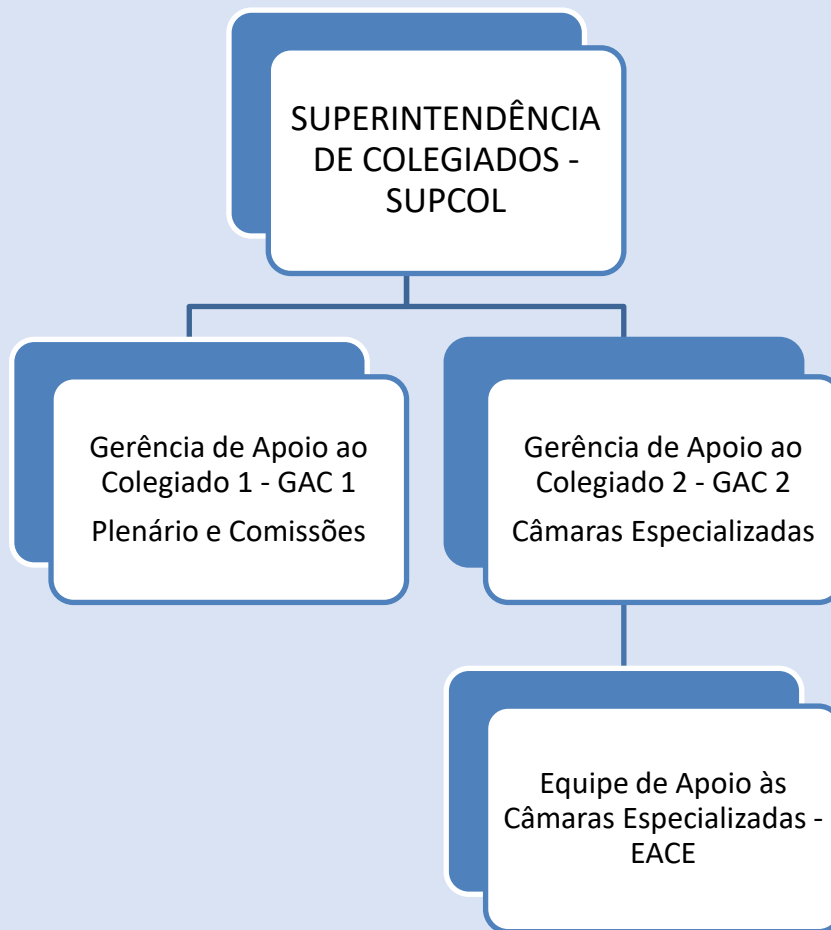 SUPERINTENDÊNCIA
DE COLEGIADOS -
SUPCOL
Gerência de Apoio ao
Colegiado 1 - GAC 1
Plenário e Comissões
Gerência de Apoio ao
Colegiado 2 - GAC 2
Câmaras Especializadas
Equipe de Apoio às
Câmaras Especializadas -
EACE